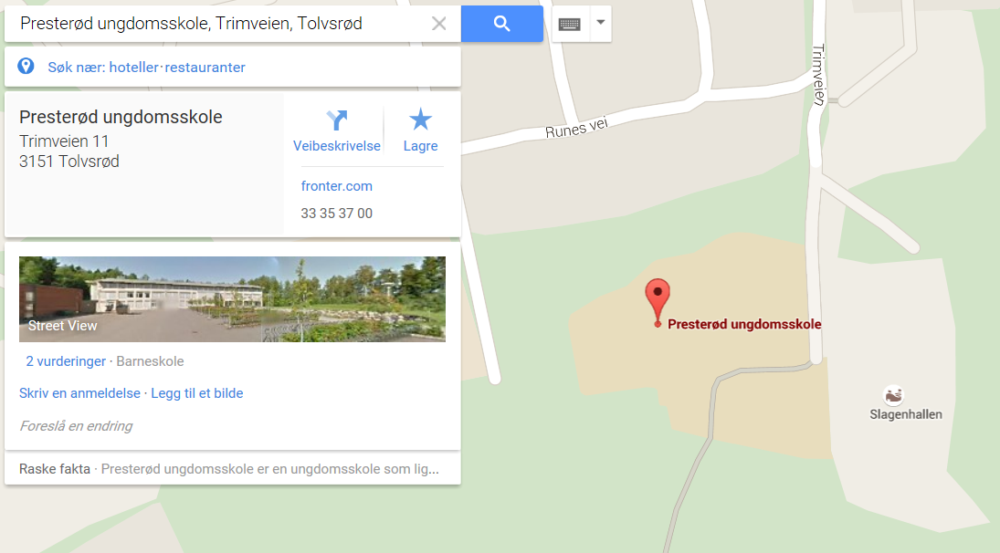 Presterød ungdomsskole, Trimveien, Tolvsrød
Søk nær: hoteller·restauranter
Presterød ungdomsskole
Trimveien 11
3151 Tolvsrød
Veibeskrivelse
Lagre
fronter.com
33 35 37 00
Street View
2 vurderinger · Barneskole
Skriv en anmeldelse · Legg til et bilde
Foreslå en endring
Raske fakta · Presterød ungdomsskole er en ungdomsskole som lig...
Trimveien
Runes vei
Presterød ungdomsskole
Slagenhallen